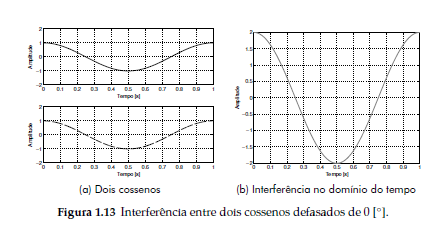 Amplitude
2
1
0
−1
−2
0 0.1 0.2 0.3 0.4 0.5 0.6 0.7 0.8 0.9 1
Tempo [s]
Amplitude
2
1
0
−1
−2
0 0.1 0.2 0.3 0.4 0.5 0.6 0.7 0.8 0.9 1
Tempo [s]
(a) Dois cossenos
Amplitude
2
1.5
1
0.5
0
−0.5
−1
−1.5
−2
0 0.1 0.2 0.3 0.4 0.5 0.6 0.7 0.8 0.9 1
Tempo [s]
(b) Interferência no domínio do tempo
Figura 1.13 Interferência entre dois cossenos defasados de 0 [°].